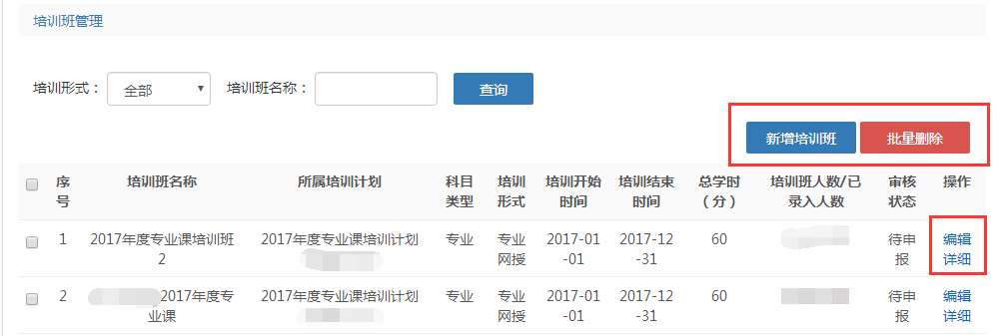 培训班管理
培训形式： 全部 培训班名称： 查询
新增培训班 批量删除
序 培训班名称 所属培训计划 科目 培训 培训开始 培训结束 总学时 培训班人数/已 审核 操作
号 类型 形式 时间 时间 （分） 录入人数 状态
1 2017年度专业课培训班 2017年度专业课培训计划 专业 专业 2017-01 2017-12 60 待申 编辑
2 网授 -01 -31 报 详细
2 2017年度专 2017年度专业课培训计划 专业 专业 2017-01 2017-12 60 待申 编辑
业课 网授 -01 -31 报 详细